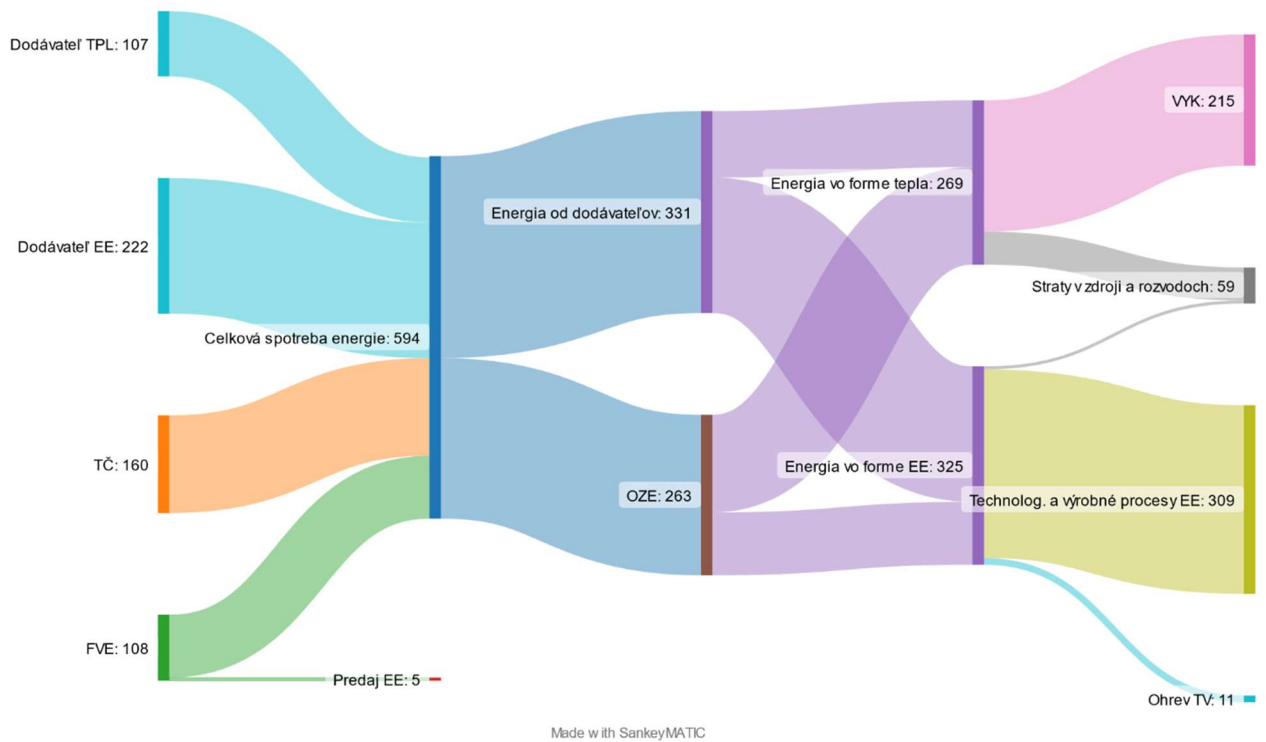 Dodávateľ TPL: 107
Dodávateľ EE: 222
TČ: 160
FVE: 108
Celková spotreba energie: 594
Predaj EE: 5
Energia od dodávateľov: 331
OZE: 263
Energia vo forme tepla: 269
Energia vo forme EE: 325
VYK: 215
Straty v zdroji a rozvodoch: 59
Technolog. a výrobné procesy EE: 309
Ohrev TV: 11
Made with SankeyMATIC